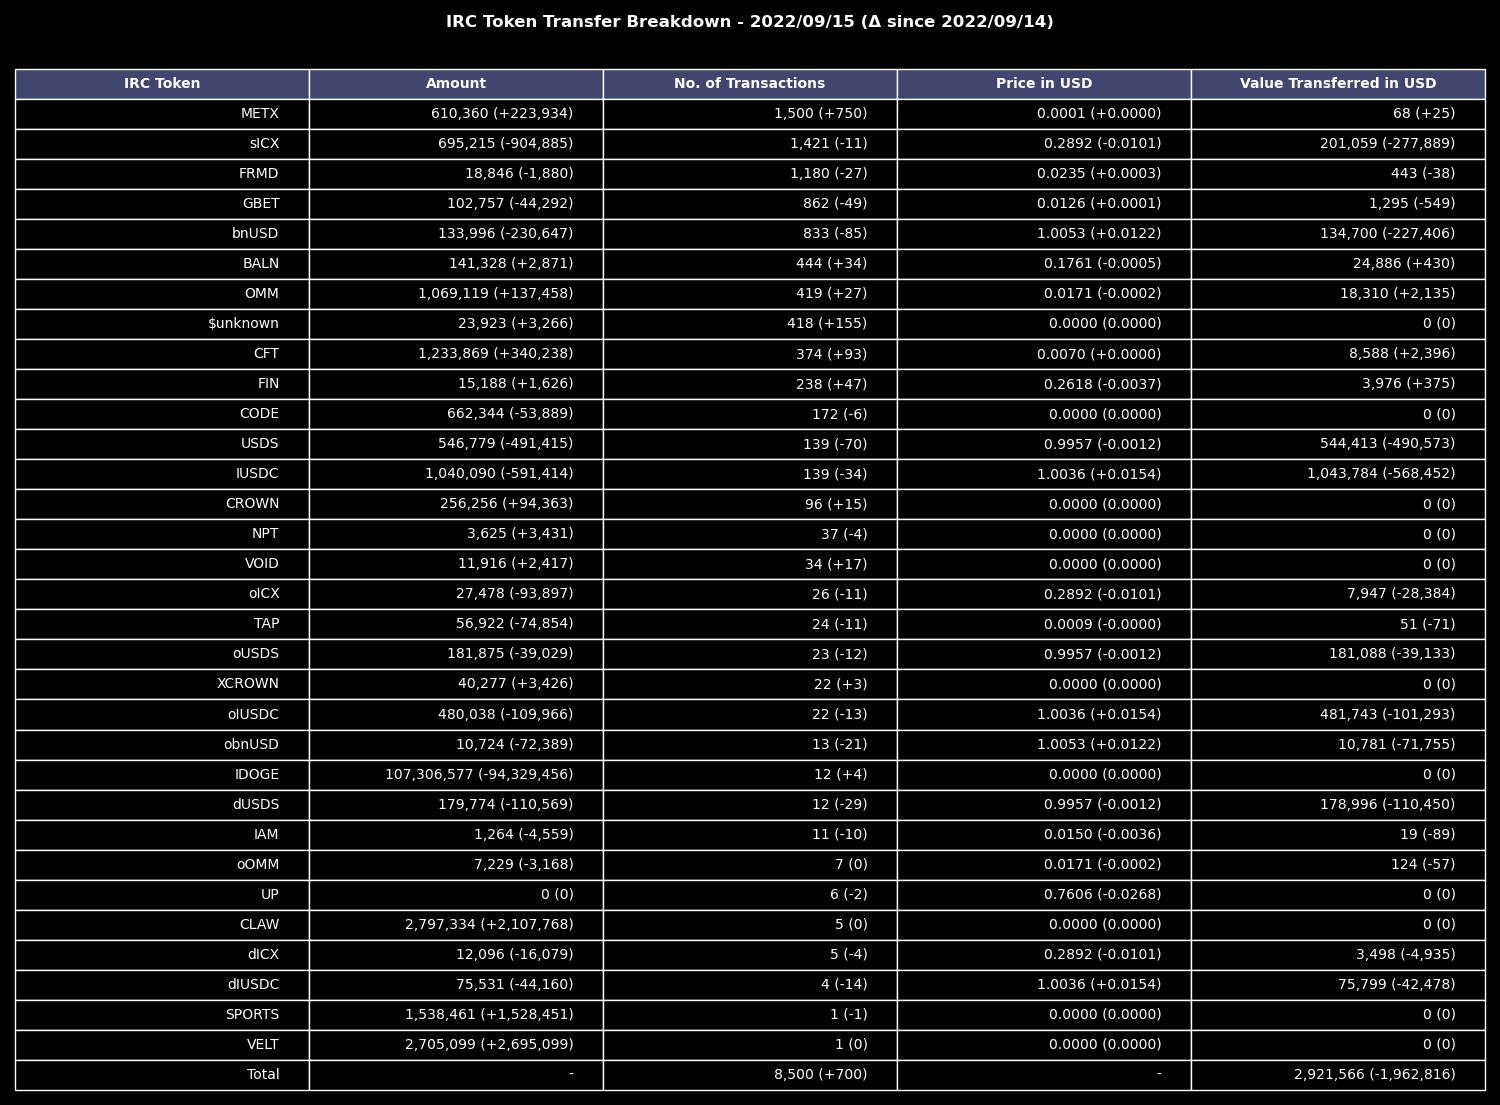 IRC Token Transfer Breakdown - 2022/09/15 (Δ since 2022/09/14)
IRC Token Amount No. of Transactions Price in USD Value Transferred in USD
METX 610,360 (+223,934) 1,500 (+750) 0.0001 (+0.0000) 68 (+25)
sICX 695,215 (-904,885) 1,421 (-11) 0.2892 (-0.0101) 201,059 (-277,889)
FRMD 18,846 (-1,880) 1,180 (-27) 0.0235 (+0.0003) 443 (-38)
GBET 102,757 (-44,292) 862 (-49) 0.0126 (+0.0001) 1,295 (-549)
bnUSD 133,996 (-230,647) 833 (-85) 1.0053 (+0.0122) 134,700 (-227,406)
BALN 141,328 (+2,871) 444 (+34) 0.1761 (-0.0005) 24,886 (+430)
OMM 1,069,119 (+137,458) 419 (+27) 0.0171 (-0.0002) 18,310 (+2,135)
$unknown 23,923 (+3,266) 418 (+155) 0.0000 (0.0000) 0 (0)
CFT 1,233,869 (+340,238) 374 (+93) 0.0070 (+0.0000) 8,588 (+2,396)
FIN 15,188 (+1,626) 238 (+47) 0.2618 (-0.0037) 3,976 (+375)
CODE 662,344 (-53,889) 172 (-6) 0.0000 (0.0000) 0 (0)
USDS 546,779 (-491,415) 139 (-70) 0.9957 (-0.0012) 544,413 (-490,573)
IUSDC 1,040,090 (-591,414) 139 (-34) 1.0036 (+0.0154) 1,043,784 (-568,452)
CROWN 256,256 (+94,363) 96 (+15) 0.0000 (0.0000) 0 (0)
NPT 3,625 (+3,431) 37 (-4) 0.0000 (0.0000) 0 (0)
VOID 11,916 (+2,417) 34 (+17) 0.0000 (0.0000) 0 (0)
oICX 27,478 (-93,897) 26 (-11) 0.2892 (-0.0101) 7,947 (-28,384)
TAP 56,922 (-74,854) 24 (-11) 0.0009 (-0.0000) 51 (-71)
oUSDS 181,875 (-39,029) 23 (-12) 0.9957 (-0.0012) 181,088 (-39,133)
XCROWN 40,277 (+3,426) 22 (+3) 0.0000 (0.0000) 0 (0)
oIUSDC 480,038 (-109,966) 22 (-13) 1.0036 (+0.0154) 481,743 (-101,293)
obnUSD 10,724 (-72,389) 13 (-21) 1.0053 (+0.0122) 10,781 (-71,755)
IDOGE 107,306,577 (-94,329,456) 12 (+4) 0.0000 (0.0000) 0 (0)
dUSDS 179,774 (-110,569) 12 (-29) 0.9957 (-0.0012) 178,996 (-110,450)
IAM 1,264 (-4,559) 11 (-10) 0.0150 (-0.0036) 19 (-89)
oOMM 7,229 (-3,168) 7 (0) 0.0171 (-0.0002) 124 (-57)
UP 0 (0) 6 (-2) 0.7606 (-0.0268) 0 (0)
CLAW 2,797,334 (+2,107,768) 5 (0) 0.0000 (0.0000) 0 (0)
dICX 12,096 (-16,079) 5 (-4) 0.2892 (-0.0101) 3,498 (-4,935)
dIUSDC 75,531 (-44,160) 4 (-14) 1.0036 (+0.0154) 75,799 (-42,478)
SPORTS 1,538,461 (+1,528,451) 1 (-1) 0.0000 (0.0000) 0 (0)
VELT 2,705,099 (+2,695,099) 1 (0) 0.0000 (0.0000) 0 (0)
Total - 8,500 (+700) - 2,921,566 (-1,962,816)